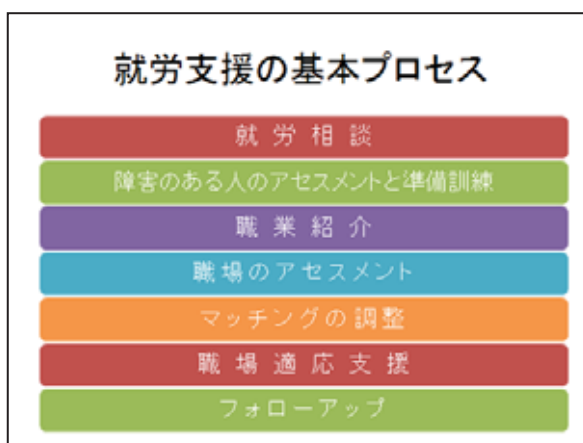 就労支援の基本プロセス
就労相談
障害のある人のアセスメントと準備訓練
職業紹介
職場のアセスメント
マッチングの調整
職場適応支援
フォローアップ